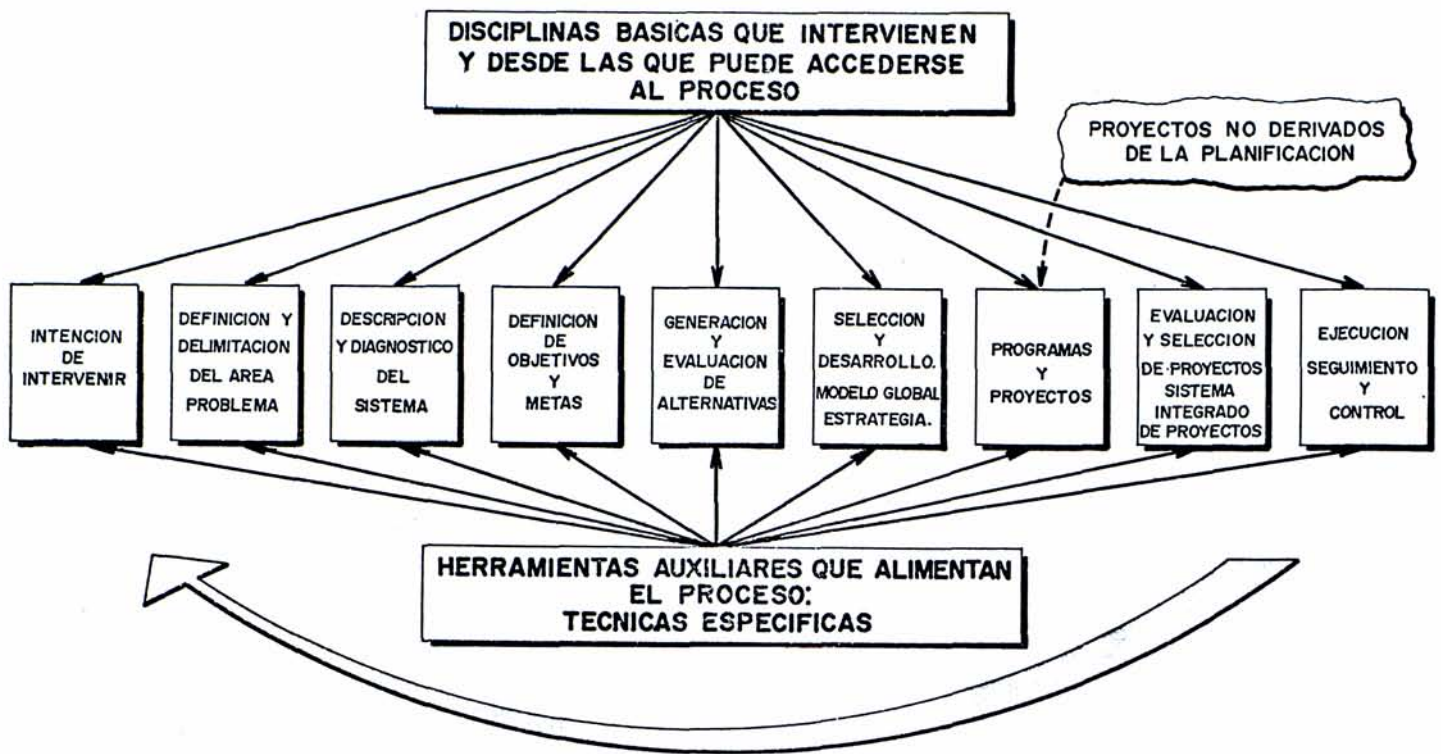 DISCIPLINAS BASICAS QUE INTERVIENEN
Y DESDE LAS QUE PUEDE ACCEDERSE
AL PROCESO
PROYECTOS NO DERIVADOS
DE LA PLANIFICACION
INTENCION
DE
INTERVENIR
DEFINICION Y
DELIMITACION
DEL AREA
PROBLEMA
DESCRIPCION
Y DIAGNOSTICO
DEL
SISTEMA
DEFINICION
DE
OBJETIVOS
Y
METAS
GENERACION
Y
EVALUACION
DE
ALTERNATIVAS
SELECCION
Y
DESARROLLO.
MODELO GLOBAL
ESTRATEGIA.
PROGRAMAS
Y
PROYECTOS
EVALUACION
Y SELECCION
DE PROYECTOS
SISTEMA
INTEGRADO
DE PROYECTOS
EJECUCION
SEGUIMIENTO
Y
CONTROL
HERRAMIENTAS AUXILIARES QUE ALIMENTAN
EL PROCESO:
TECNICAS ESPECIFICAS